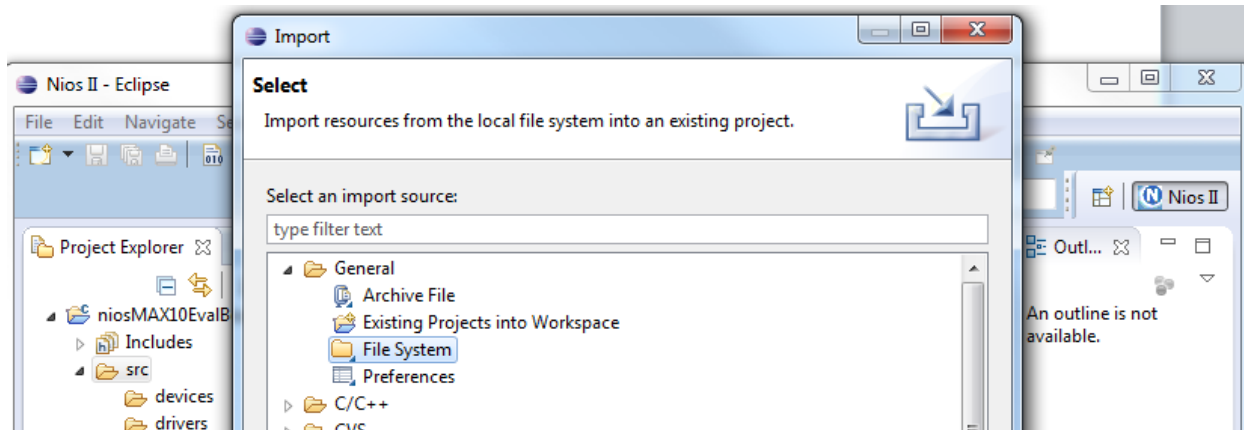 Import
Nios II - Eclipse
Select
File Edit Navigate
Import resources from the local file system into an existing project.
010
Select an import source:
Nios II
type filter text
Project Explorer
Outl...
General
Archive File
niosMAX10EvalB
Existing Projects into Workspace
An outline is not
available.
Includes
File System
src
Preferences
devices
C/C++
drivers
CVS